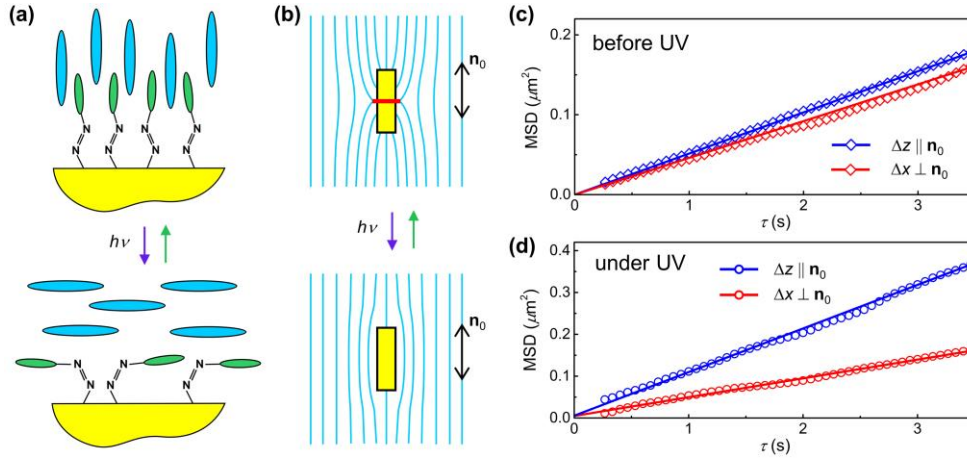 (a)
N N N N
N N N N
hν
N N N
N N N
(b)
n₀
hν
n₀
(c)
before UV
0.2
0.1
0.0
MSD (μm²)
Δz ∥ n₀
Δx ⊥ n₀
0 1 2 3
τ (s)
(d)
under UV
0.4
0.3
0.2
0.1
0.0
MSD (μm²)
Δz ∥ n₀
Δx ⊥ n₀
0 1 2 3
τ (s)